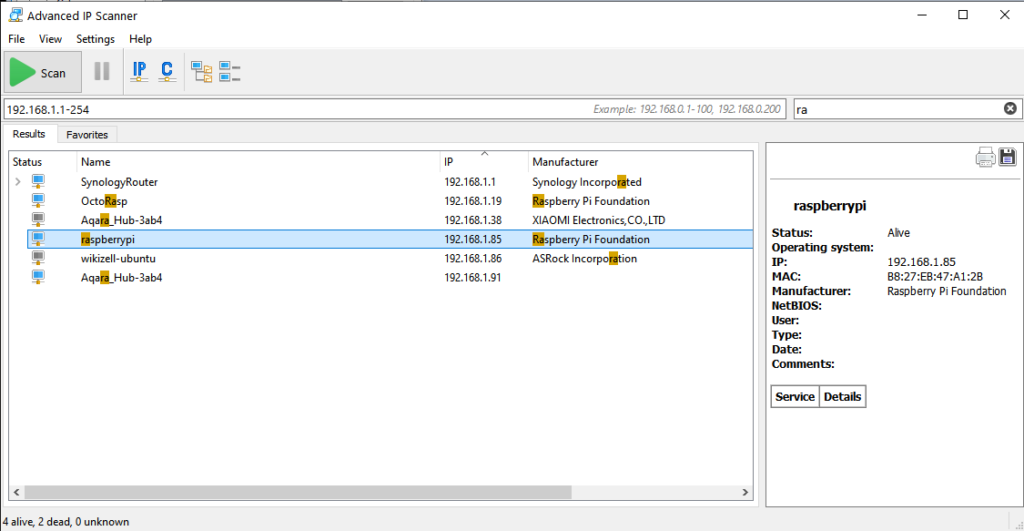 Advanced IP Scanner
File View Settings Help
Scan IP C
192.168.1.1-254 Example: 192.168.0.1-100, 192.168.0.200 ra
Results Favorites
Status Name IP Manufacturer
SynologyRouter 192.168.1.1 Synology Incorporated
OctoRasp 192.168.1.19 Raspberry Pi Foundation
Aqara_Hub-3ab4 192.168.1.38 XIAOMI Electronics,CO.,LTD
raspberrypi 192.168.1.85 Raspberry Pi Foundation
wikizell-ubuntu 192.168.1.86 ASRock Incorporation
Aqara_Hub-3ab4 192.168.1.91
raspberrypi
Status: Alive
Operating system:
IP: 192.168.1.85
MAC: B8:27:EB:47:A1:2B
Manufacturer: Raspberry Pi Foundation
NetBIOS:
User:
Type:
Date:
Comments:
Service Details
4 alive, 2 dead, 0 unknown